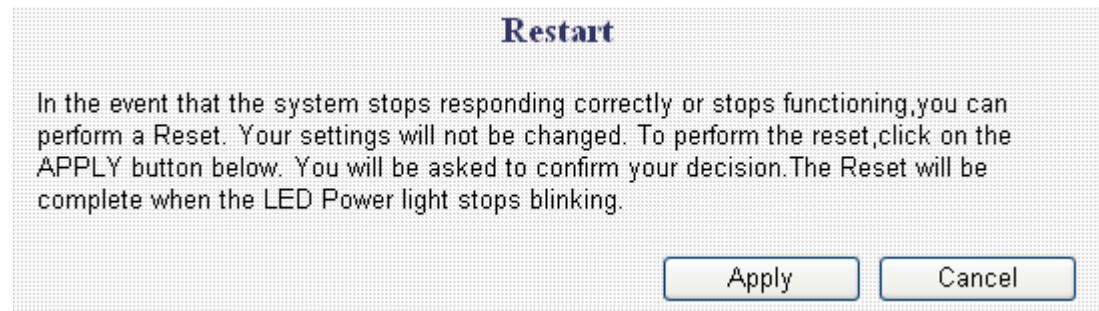 Restart
In the event that the system stops responding correctly or stops functioning,you can
perform a Reset. Your settings will not be changed. To perform the reset,click on the
APPLY button below. You will be asked to confirm your decision.The Reset will be
complete when the LED Power light stops blinking.
Apply Cancel